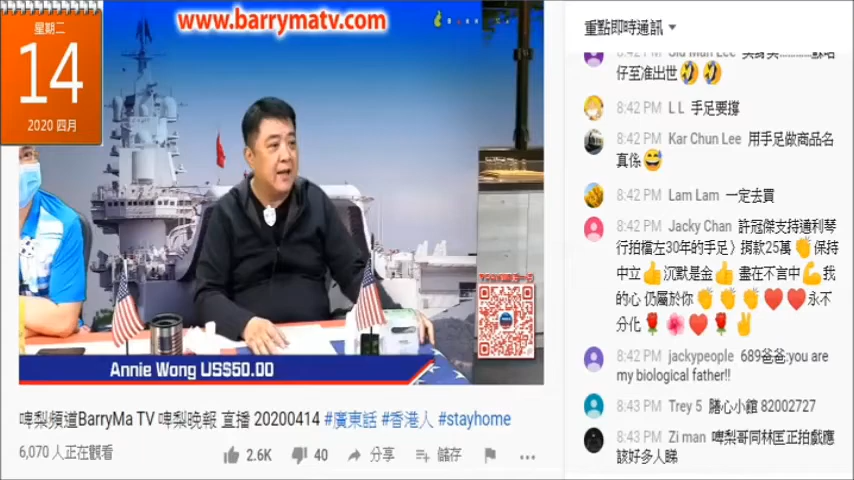 www.barrymatv.com
星期二
14
2020 四月
Annie Wong US$50.00
啤梨頻道BarryMa TV 啤梨晚報 直播 20200414 #廣東話 #香港人 #stayhome
6,070 人正在觀看
2.6K 40 分享 儲存
重點即時通訊
仔至准出世🤣🤣
8:42 PM L L 手足要撐
8:42 PM Kar Chun Lee 用手足做商品名
真係😅
8:42 PM Lam Lam 一定去買
8:42 PM Jacky Chan 許冠傑支持適利琴
行拍檔左30年的手足》捐款25萬👏保持
中立👍沉默是金👍 盡在不言中💪我
的心 仍屬於你👏👏👏❤️❤️永不
分化🌹🌸❤️🌹✌️
8:42 PM jackypeople 689爸爸:you are
my biological father!!
8:43 PM Trey 5 膳心小館 82002727
8:43 PM Zi man 啤梨哥同林匡正拍戲應
該好多人睇